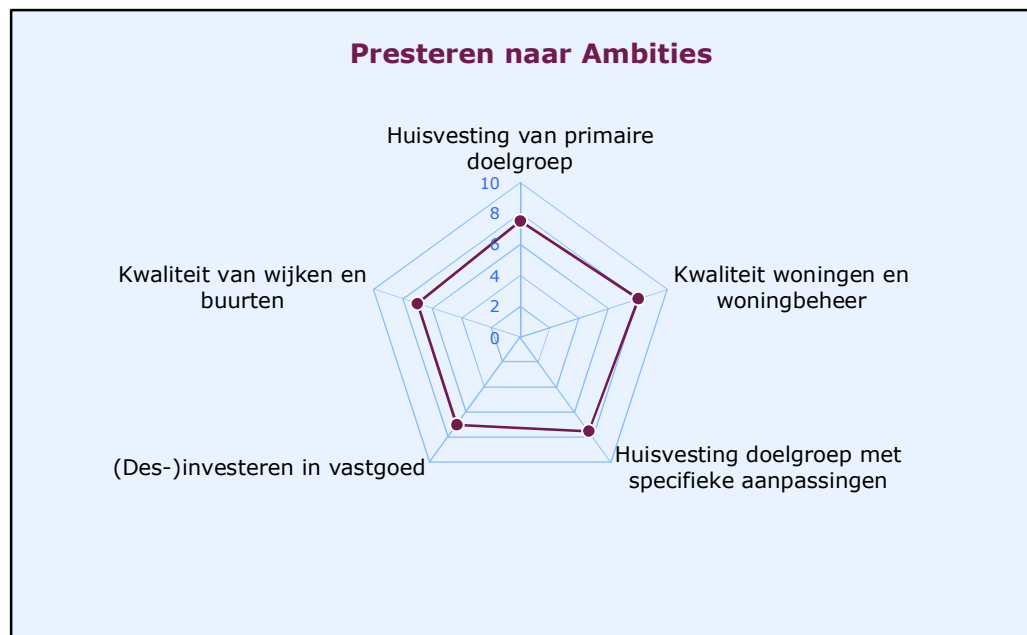 Presteren naar Ambities
Huisvesting van primaire
doelgroep
10
8
6
4
2
0
Kwaliteit van wijken en
buurten
Kwaliteit woningen en
woningbeheer
(Des-)investeren in vastgoed
Huisvesting doelgroep met
specifieke aanpassingen